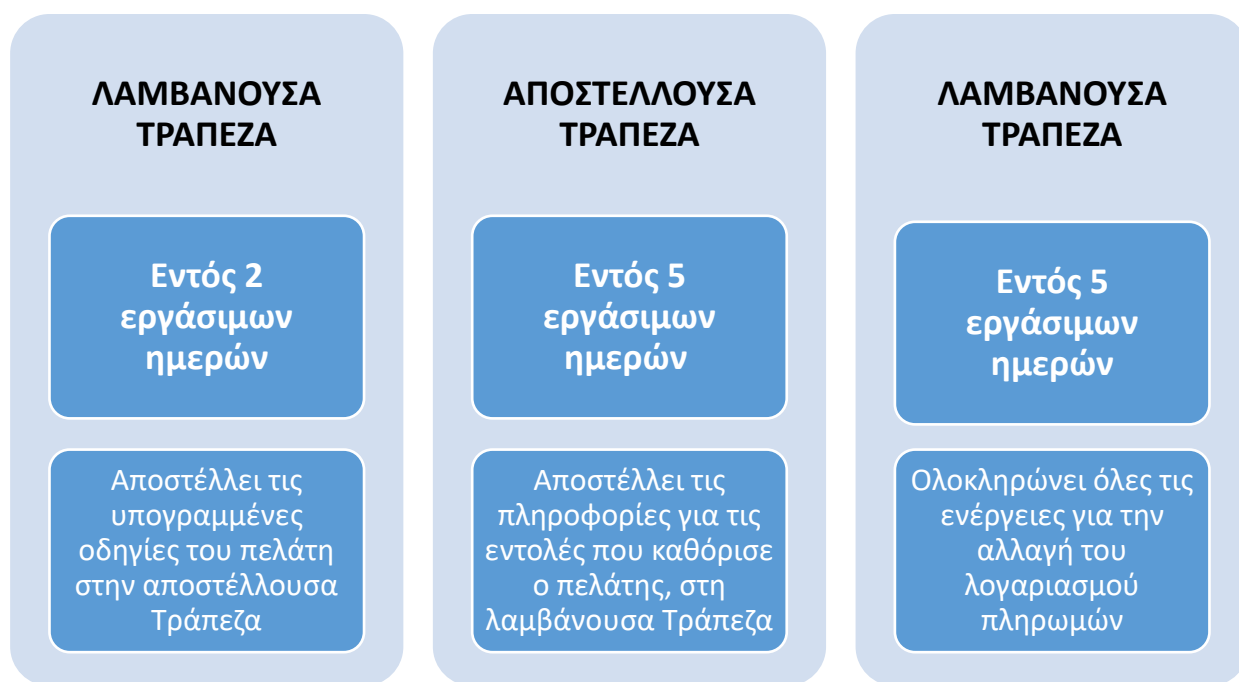 ΛΑΜΒΑΝΟΥΣΑ
ΤΡΑΠΕΖΑ
Εντός 2
εργάσιμων
ημερών
Αποστέλλει τις
υπογραμμένες
οδηγίες του πελάτη
στην αποστέλλουσα
Τράπεζα
ΑΠΟΣΤΕΛΛΟΥΣΑ
ΤΡΑΠΕΖΑ
Εντός 5
εργάσιμων
ημερών
Αποστέλλει τις
πληροφορίες για τις
εντολές που καθόρισε
ο πελάτης, στη
λαμβάνουσα Τράπεζα
ΛΑΜΒΑΝΟΥΣΑ
ΤΡΑΠΕΖΑ
Εντός 5
εργάσιμων
ημερών
Ολοκληρώνει όλες τις
ενέργειες για την
αλλαγή του
λογαριασμού
πληρωμών